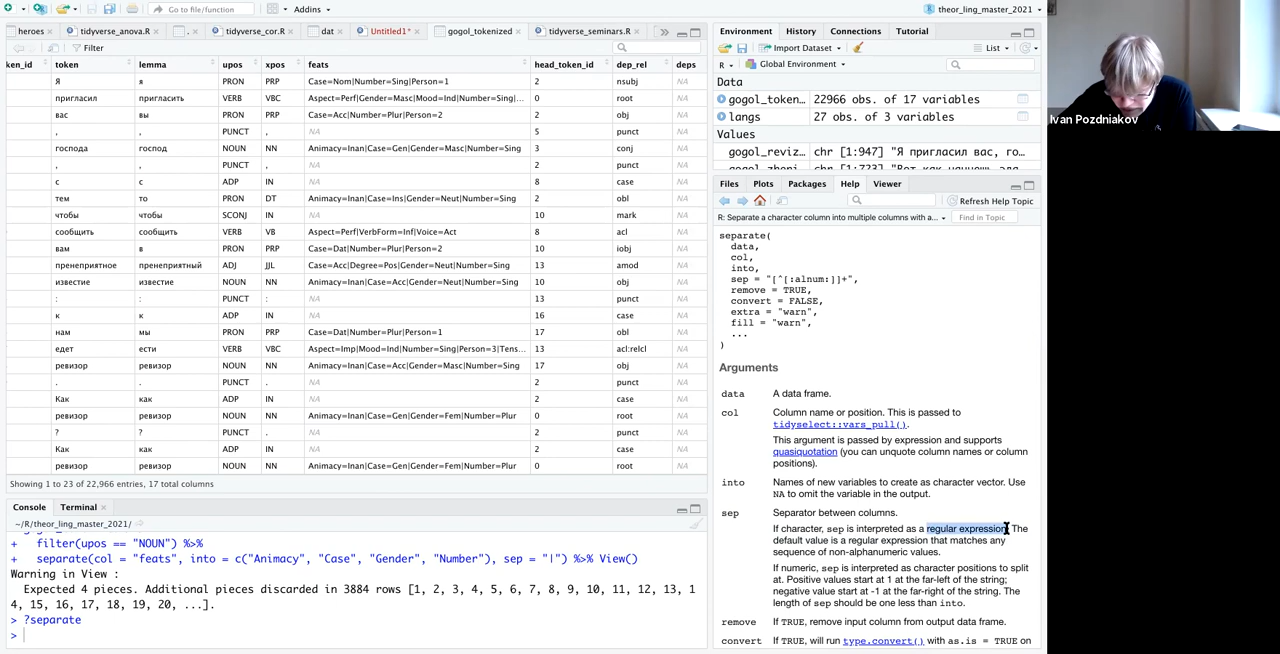 Go to file/function
Addins
theor_ling_master_2021
heroes
tidyverse_anova.R
.
tidyverse_cor.R
dat
Untitled1*
gogol_tokenized
tidyverse_seminars.R
Filter
ken_id token lemma upos xpos feats head_token_id dep_rel deps
Я я PRON PRP Case=Nom|Number=Sing|Person=1 2 nsubj NA
пригласил пригласить VERB VBC Aspect=Perf|Gender=Masc|Mood=Ind|Number=Sing|... 0 root NA
вас вы PRON PRP Case=Acc|Number=Plur|Person=2 2 obj NA
, , PUNCT , NA 5 punct NA
господа господ NOUN NN Animacy=Inan|Case=Gen|Gender=Masc|Number=Sing 3 conj NA
, , PUNCT , NA 2 punct NA
с с ADP IN NA 8 case NA
тем то PRON DT Animacy=Inan|Case=Ins|Gender=Neut|Number=Sing 2 obl NA
чтобы чтобы SCONJ IN NA 10 mark NA
сообщить сообщить VERB VB Aspect=Perf|VerbForm=Inf|Voice=Act 8 acl NA
вам в PRON PRP Case=Dat|Number=Plur|Person=2 10 iobj NA
пренеприятное пренеприятный ADJ JJL Case=Acc|Degree=Pos|Gender=Neut|Number=Sing 13 amod NA
известие известие NOUN NN Animacy=Inan|Case=Acc|Gender=Neut|Number=Sing 10 obj NA
: : PUNCT : NA 13 punct NA
к к ADP IN NA 16 case NA
нам мы PRON PRP Case=Dat|Number=Plur|Person=1 17 obl NA
едет ести VERB VBC Aspect=Imp|Mood=Ind|Number=Sing|Person=3|Tens... 13 acl:relcl NA
ревизор ревизор NOUN NN Animacy=Inan|Case=Acc|Gender=Masc|Number=Sing 17 obj NA
. . PUNCT . NA 2 punct NA
Как как ADP IN NA 2 case NA
ревизор ревизор NOUN NN Animacy=Inan|Case=Gen|Gender=Fem|Number=Plur 0 root NA
? ? PUNCT . NA 2 punct NA
Как как ADP IN NA 2 case NA
ревизор ревизор NOUN NN Animacy=Inan|Case=Gen|Gender=Fem|Number=Plur 0 root NA
Showing 1 to 23 of 22,966 entries, 17 total columns
Console Terminal
~/R/theor_ling_master_2021/
+ filter(upos == "NOUN") %>%
+ separate(col = "feats", into = c("Animacy", "Case", "Gender", "Number"), sep = "|") %>% View()
Warning in View :
Expected 4 pieces. Additional pieces discarded in 3884 rows [1, 2, 3, 4, 5, 6, 7, 8, 9, 10, 11, 12, 13, 1
4, 15, 16, 17, 18, 19, 20, ...].
> ?separate
>
Environment History Connections Tutorial
Import Dataset List
R Global Environment
Data
gogol_token… 22966 obs. of 17 variables
langs 27 obs. of 3 variables
Values
gogol_reviz… chr [1:947] "Я пригласил вас, го…
Files Plots Packages Help Viewer
Refresh Help Topic
R: Separate a character column into multiple columns with a... Find in Topic
separate(
data,
col,
into,
sep = "[^[:alnum:]]+",
remove = TRUE,
convert = FALSE,
extra = "warn",
fill = "warn",
...
)
Arguments
data A data frame.
col Column name or position. This is passed to
tidyselect::vars_pull().
This argument is passed by expression and supports
quasiquotation (you can unquote column names or column
positions).
into Names of new variables to create as character vector. Use
NA to omit the variable in the output.
sep Separator between columns.
If character, sep is interpreted as a regular expression. The
default value is a regular expression that matches any
sequence of non-alphanumeric values.
If numeric, sep is interpreted as character positions to split
at. Positive values start at 1 at the far-left of the string;
negative value start at -1 at the far-right of the string. The
length of sep should be one less than into.
remove If TRUE, remove input column from output data frame.
convert If TRUE, will run type.convert() with as.is = TRUE on
Ivan Pozdniakov